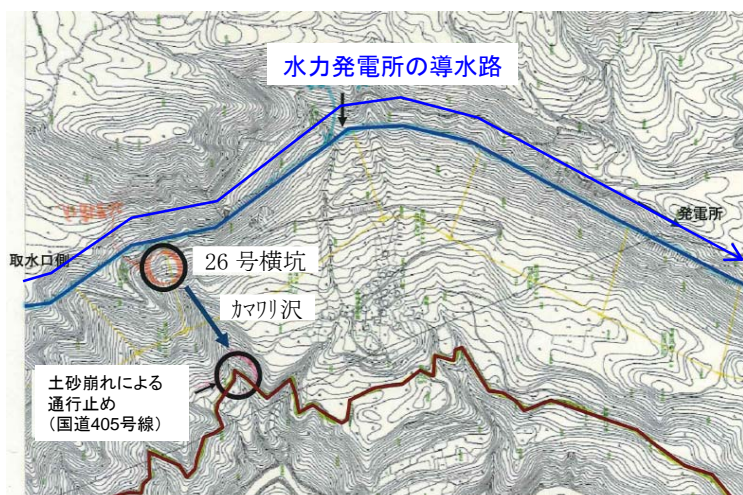 水力発電所の導水路
発電所
取水口側
26 号横坑
ｶﾏﾜﾘ沢
土砂崩れによる
通行止め
(国道405号線)